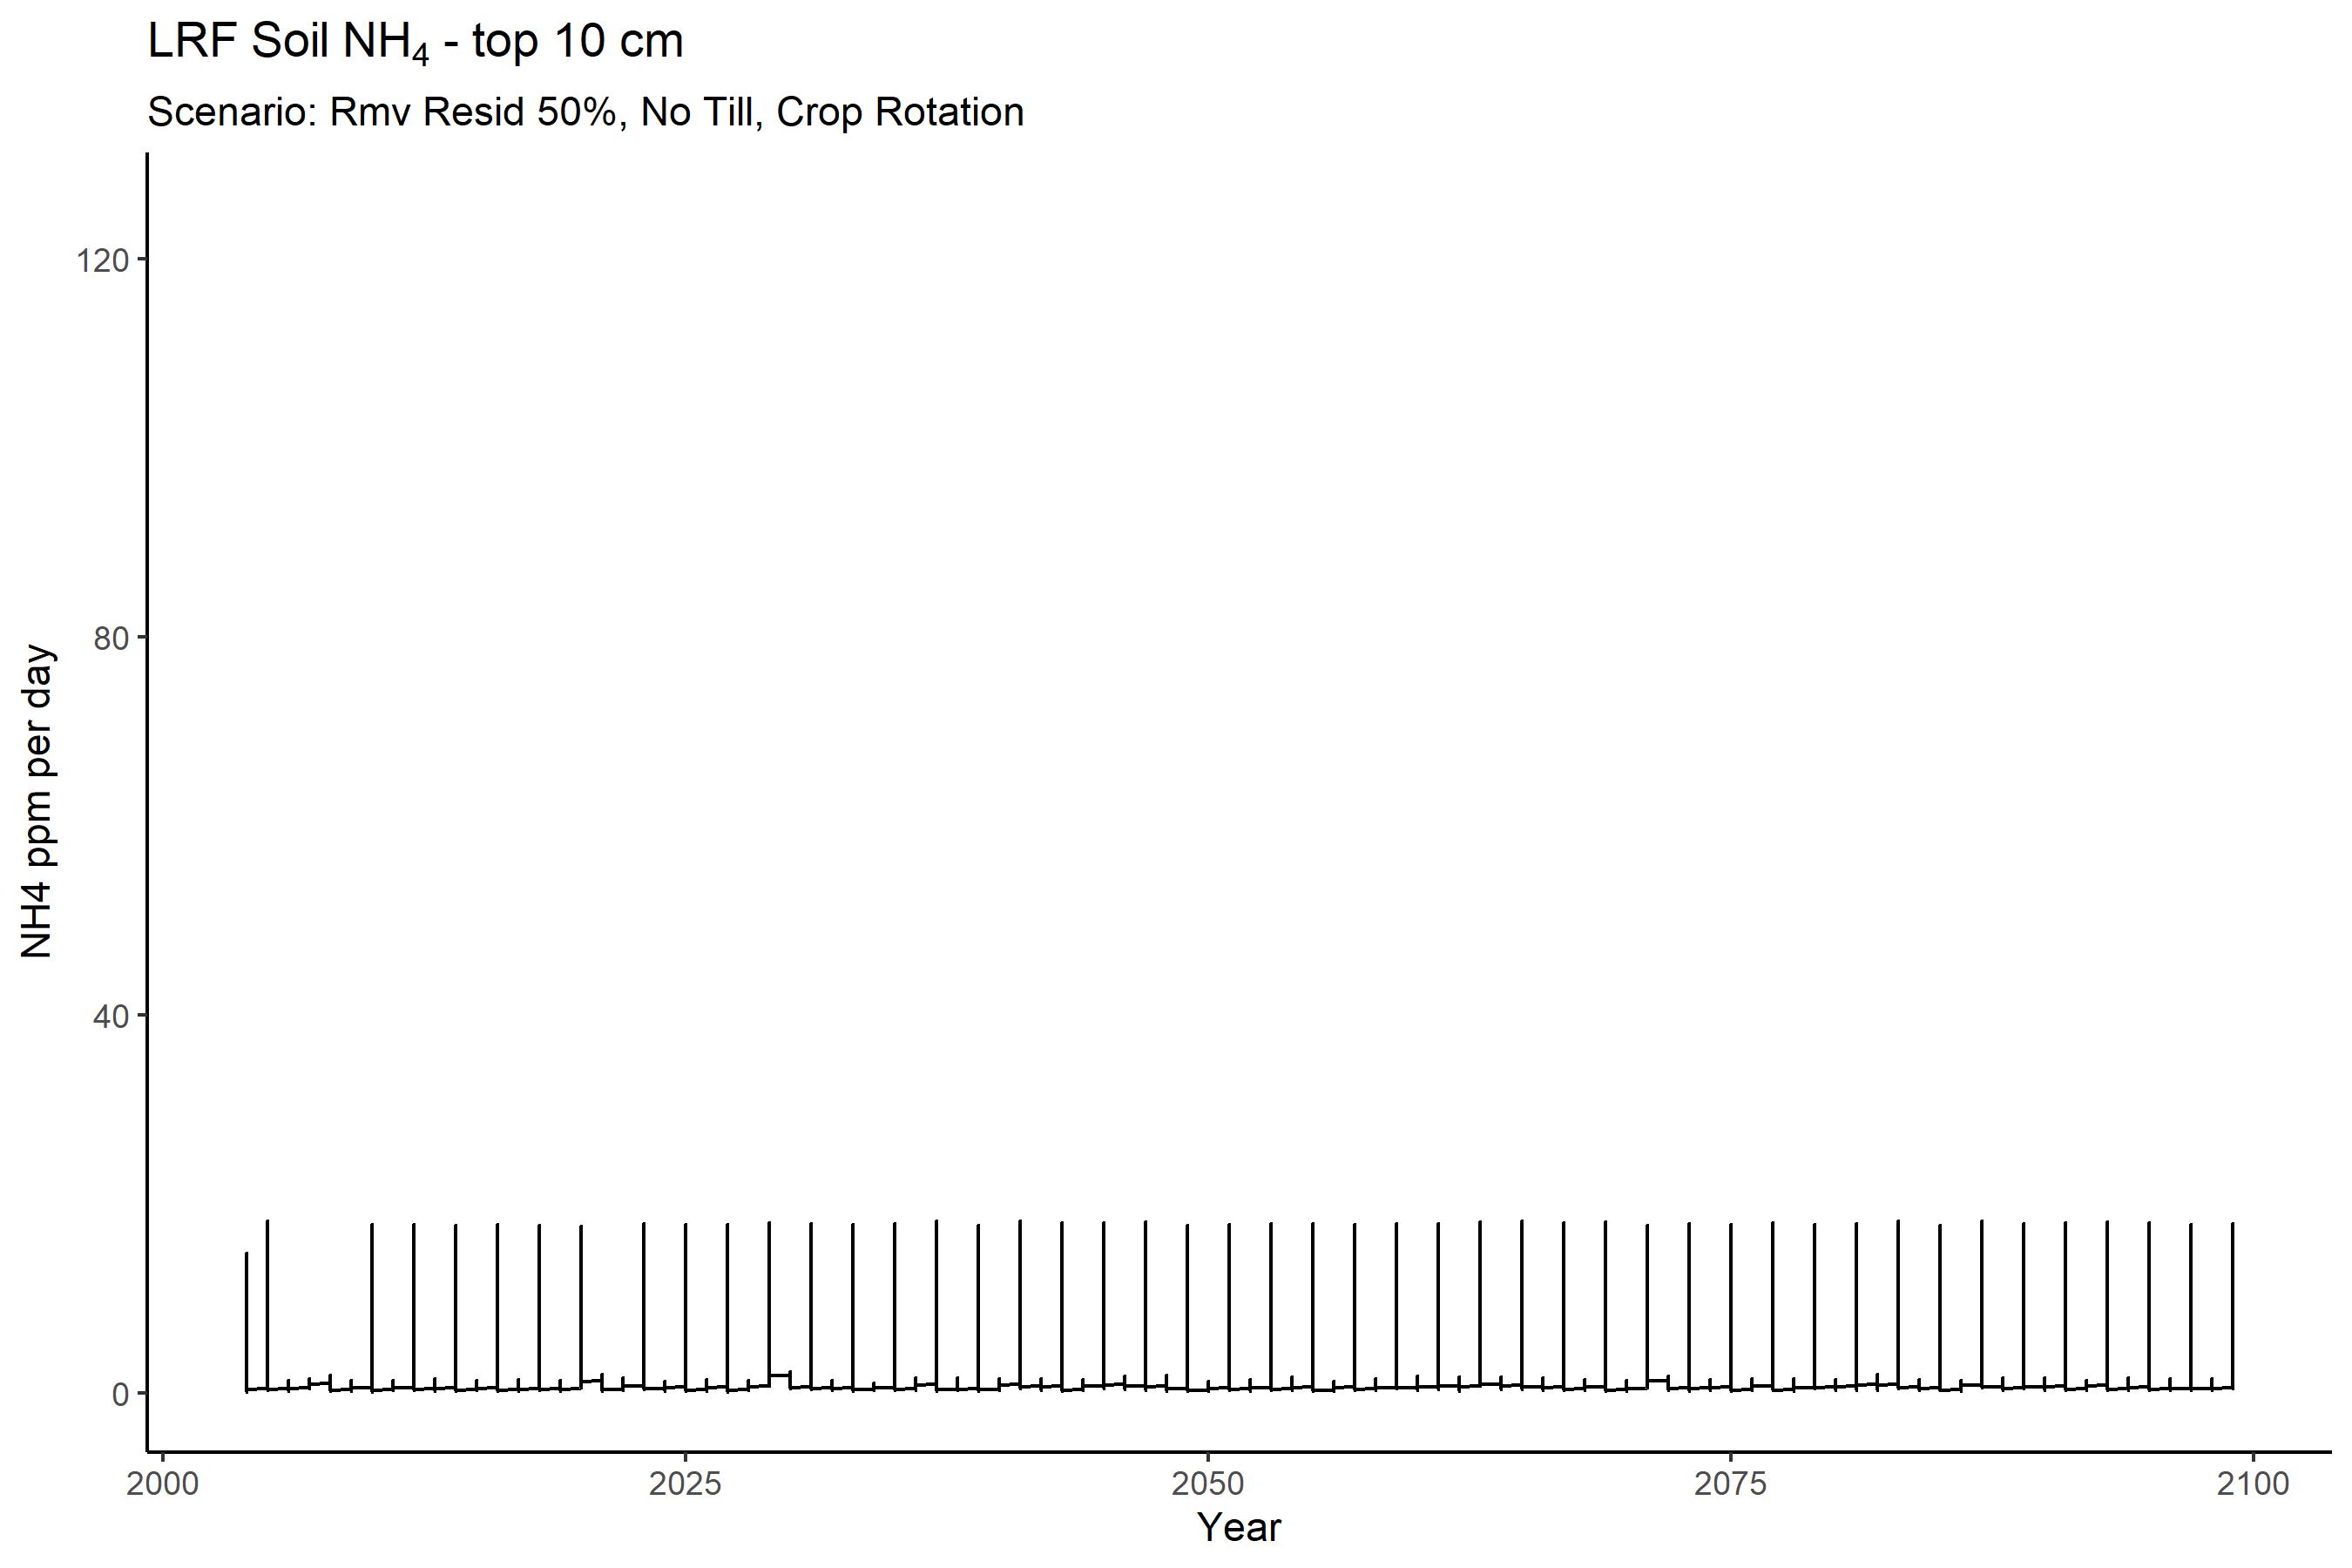 LRF Soil NH₄ - top 10 cm
Scenario: Rmv Resid 50%, No Till, Crop Rotation
NH4 ppm per day
120
80
40
0
2000 2025 2050 2075 2100
Year